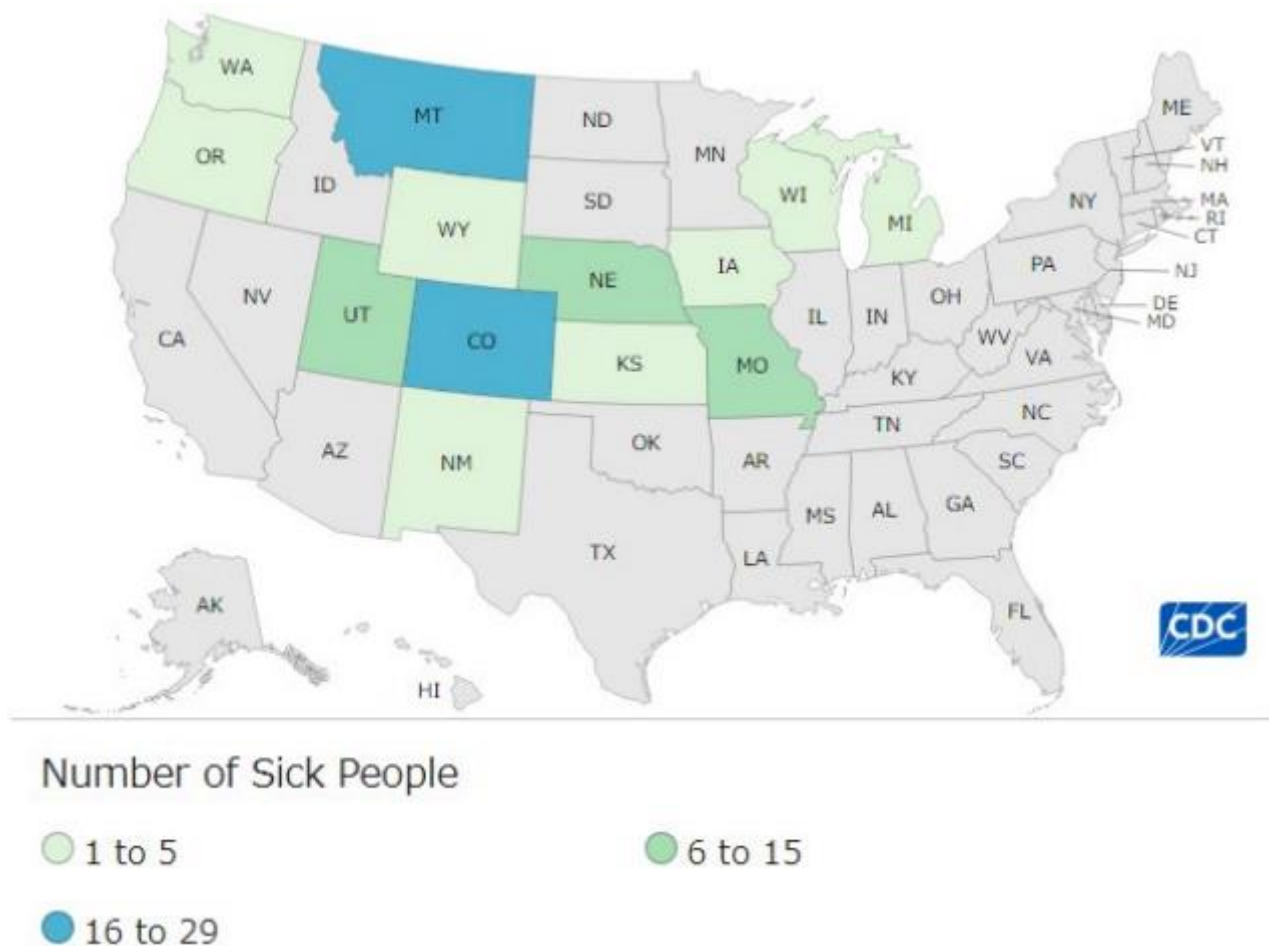 WA
MT
ND
ME
MN
VT
OR
NH
ID
WI
SD
NY
MA
RI
MI
WY
CT
IA
PA
NJ
NE
NV
OH
UT
IL
IN
DE
MD
CA
CO
WV
VA
KS
MO
KY
NC
TN
OK
AZ
NM
AR
SC
MS
AL
GA
TX
LA
AK
FL
CDC
HI
Number of Sick People
1 to 5
6 to 15
16 to 29